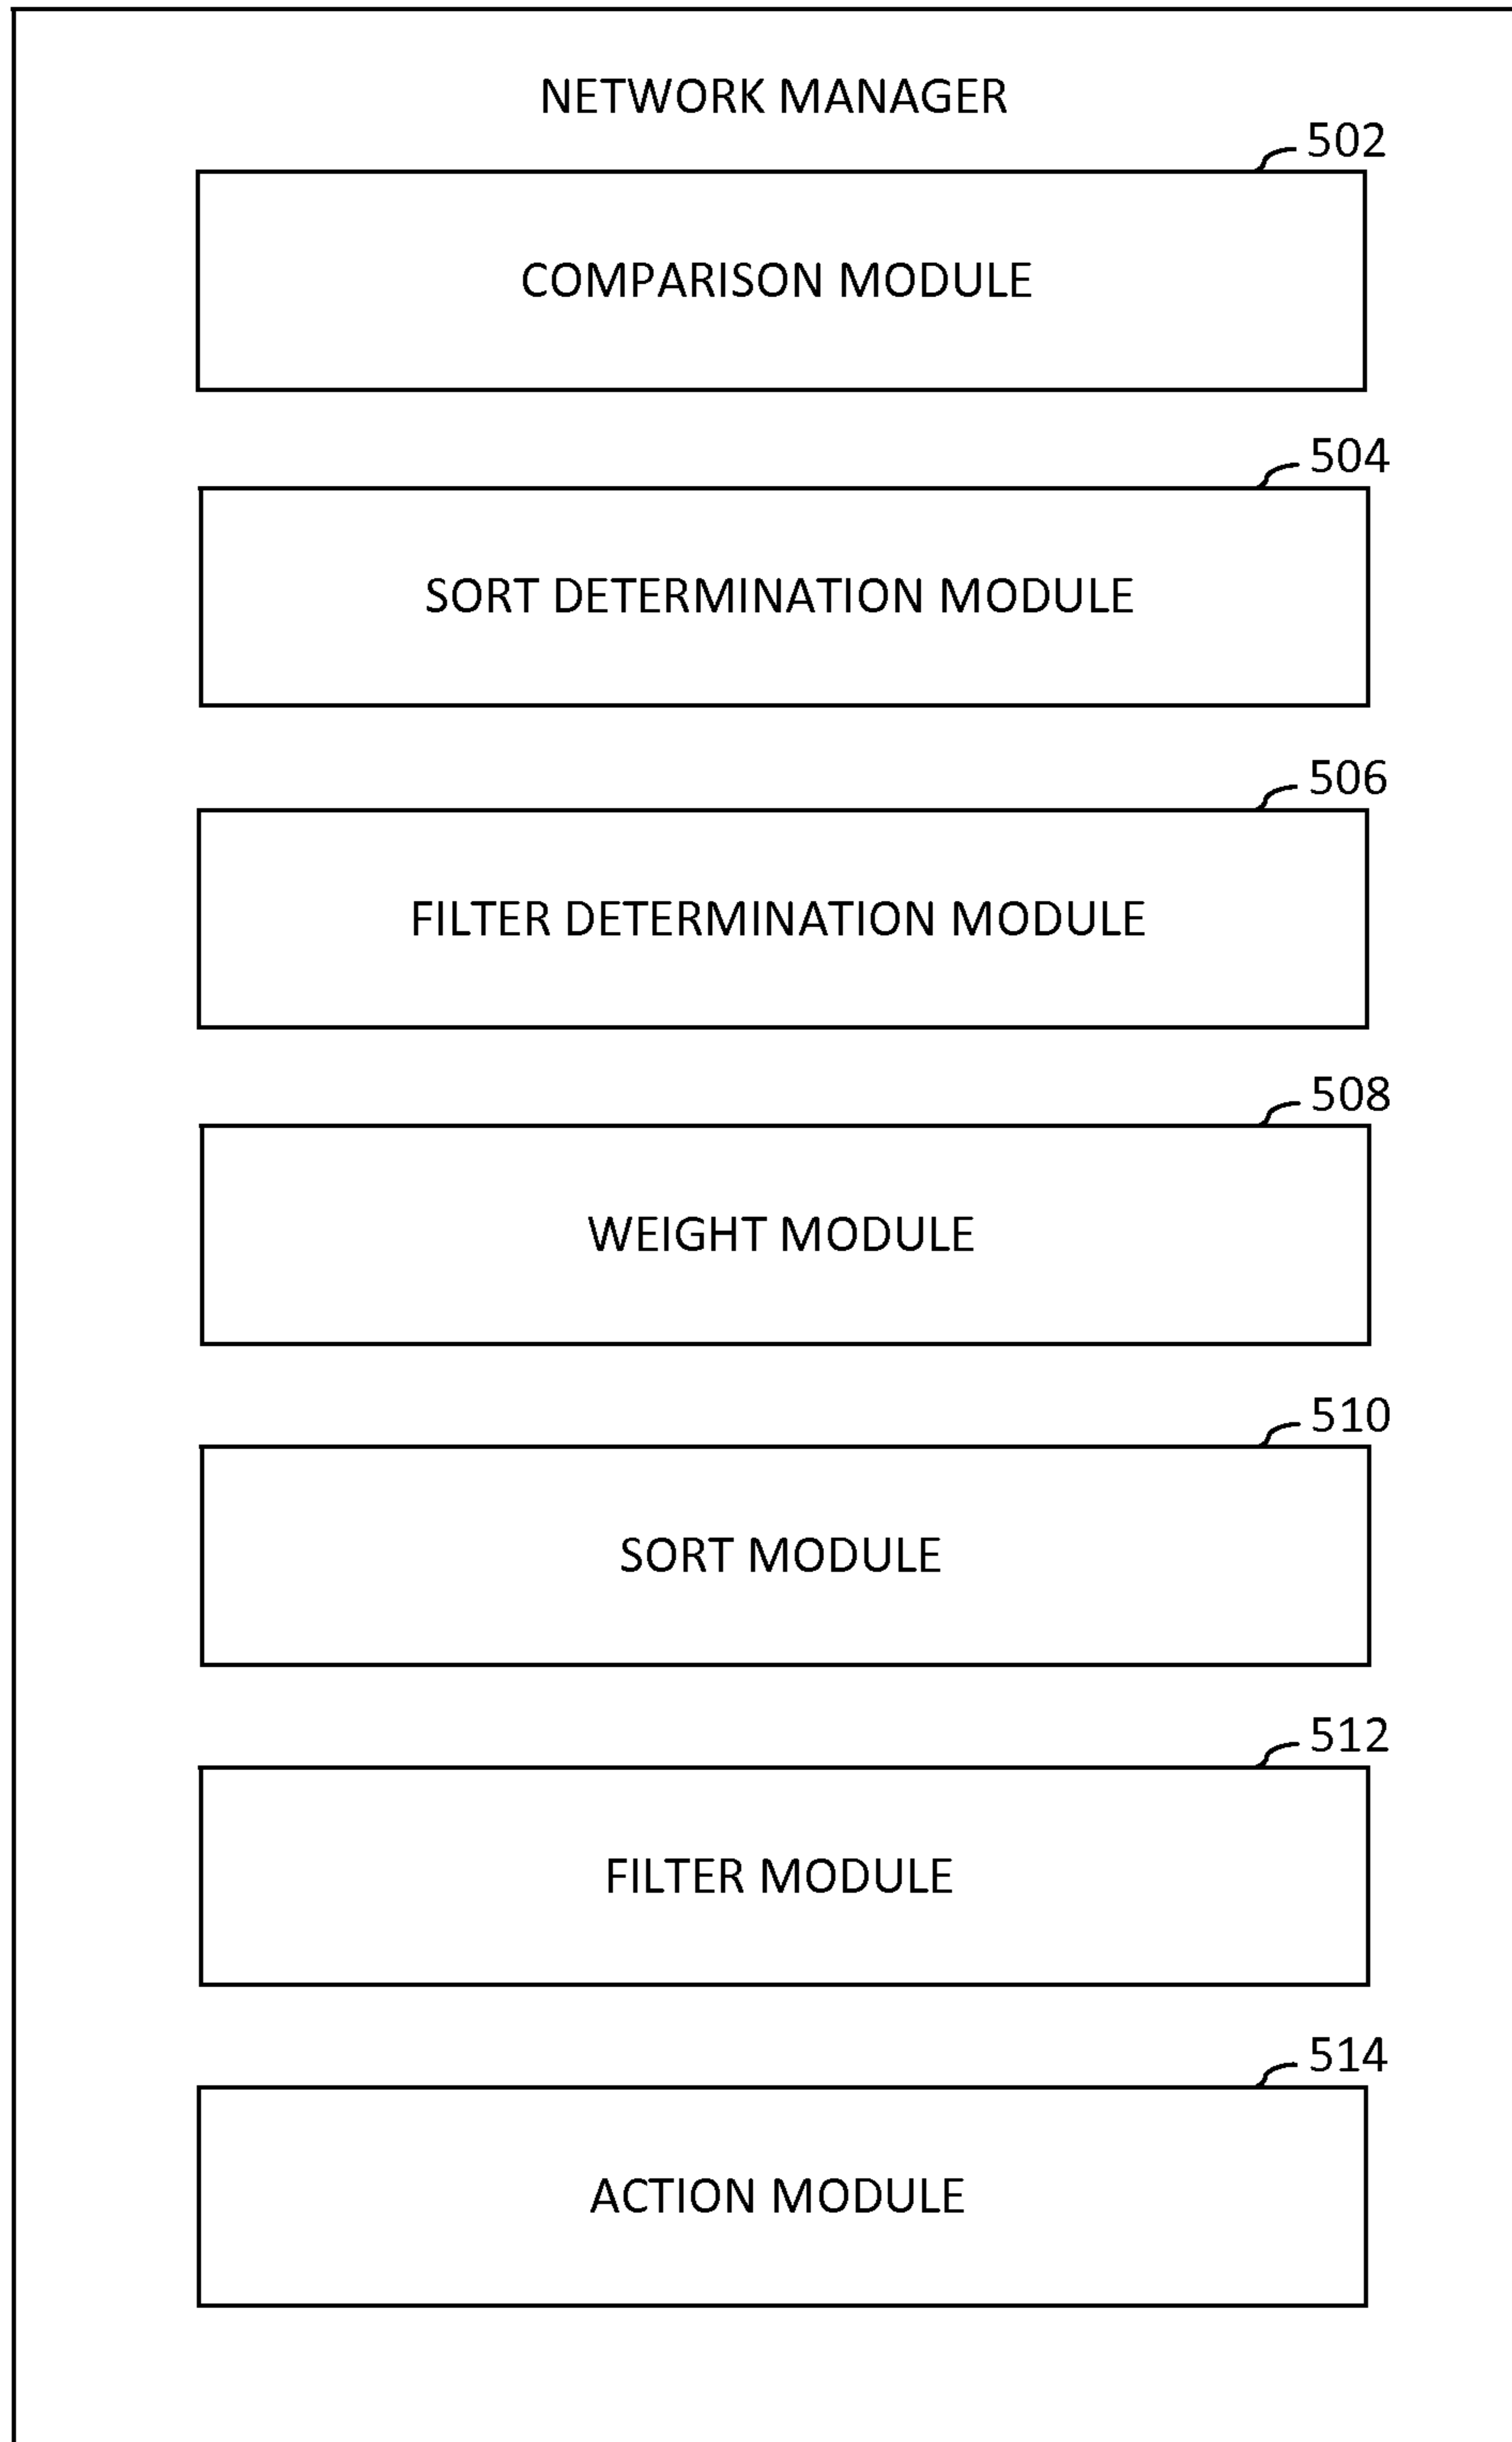 NETWORK MANAGER
502
COMPARISON MODULE
504
SORT DETERMINATION MODULE
506
FILTER DETERMINATION MODULE
508
WEIGHT MODULE
510
SORT MODULE
512
FILTER MODULE
514
ACTION MODULE